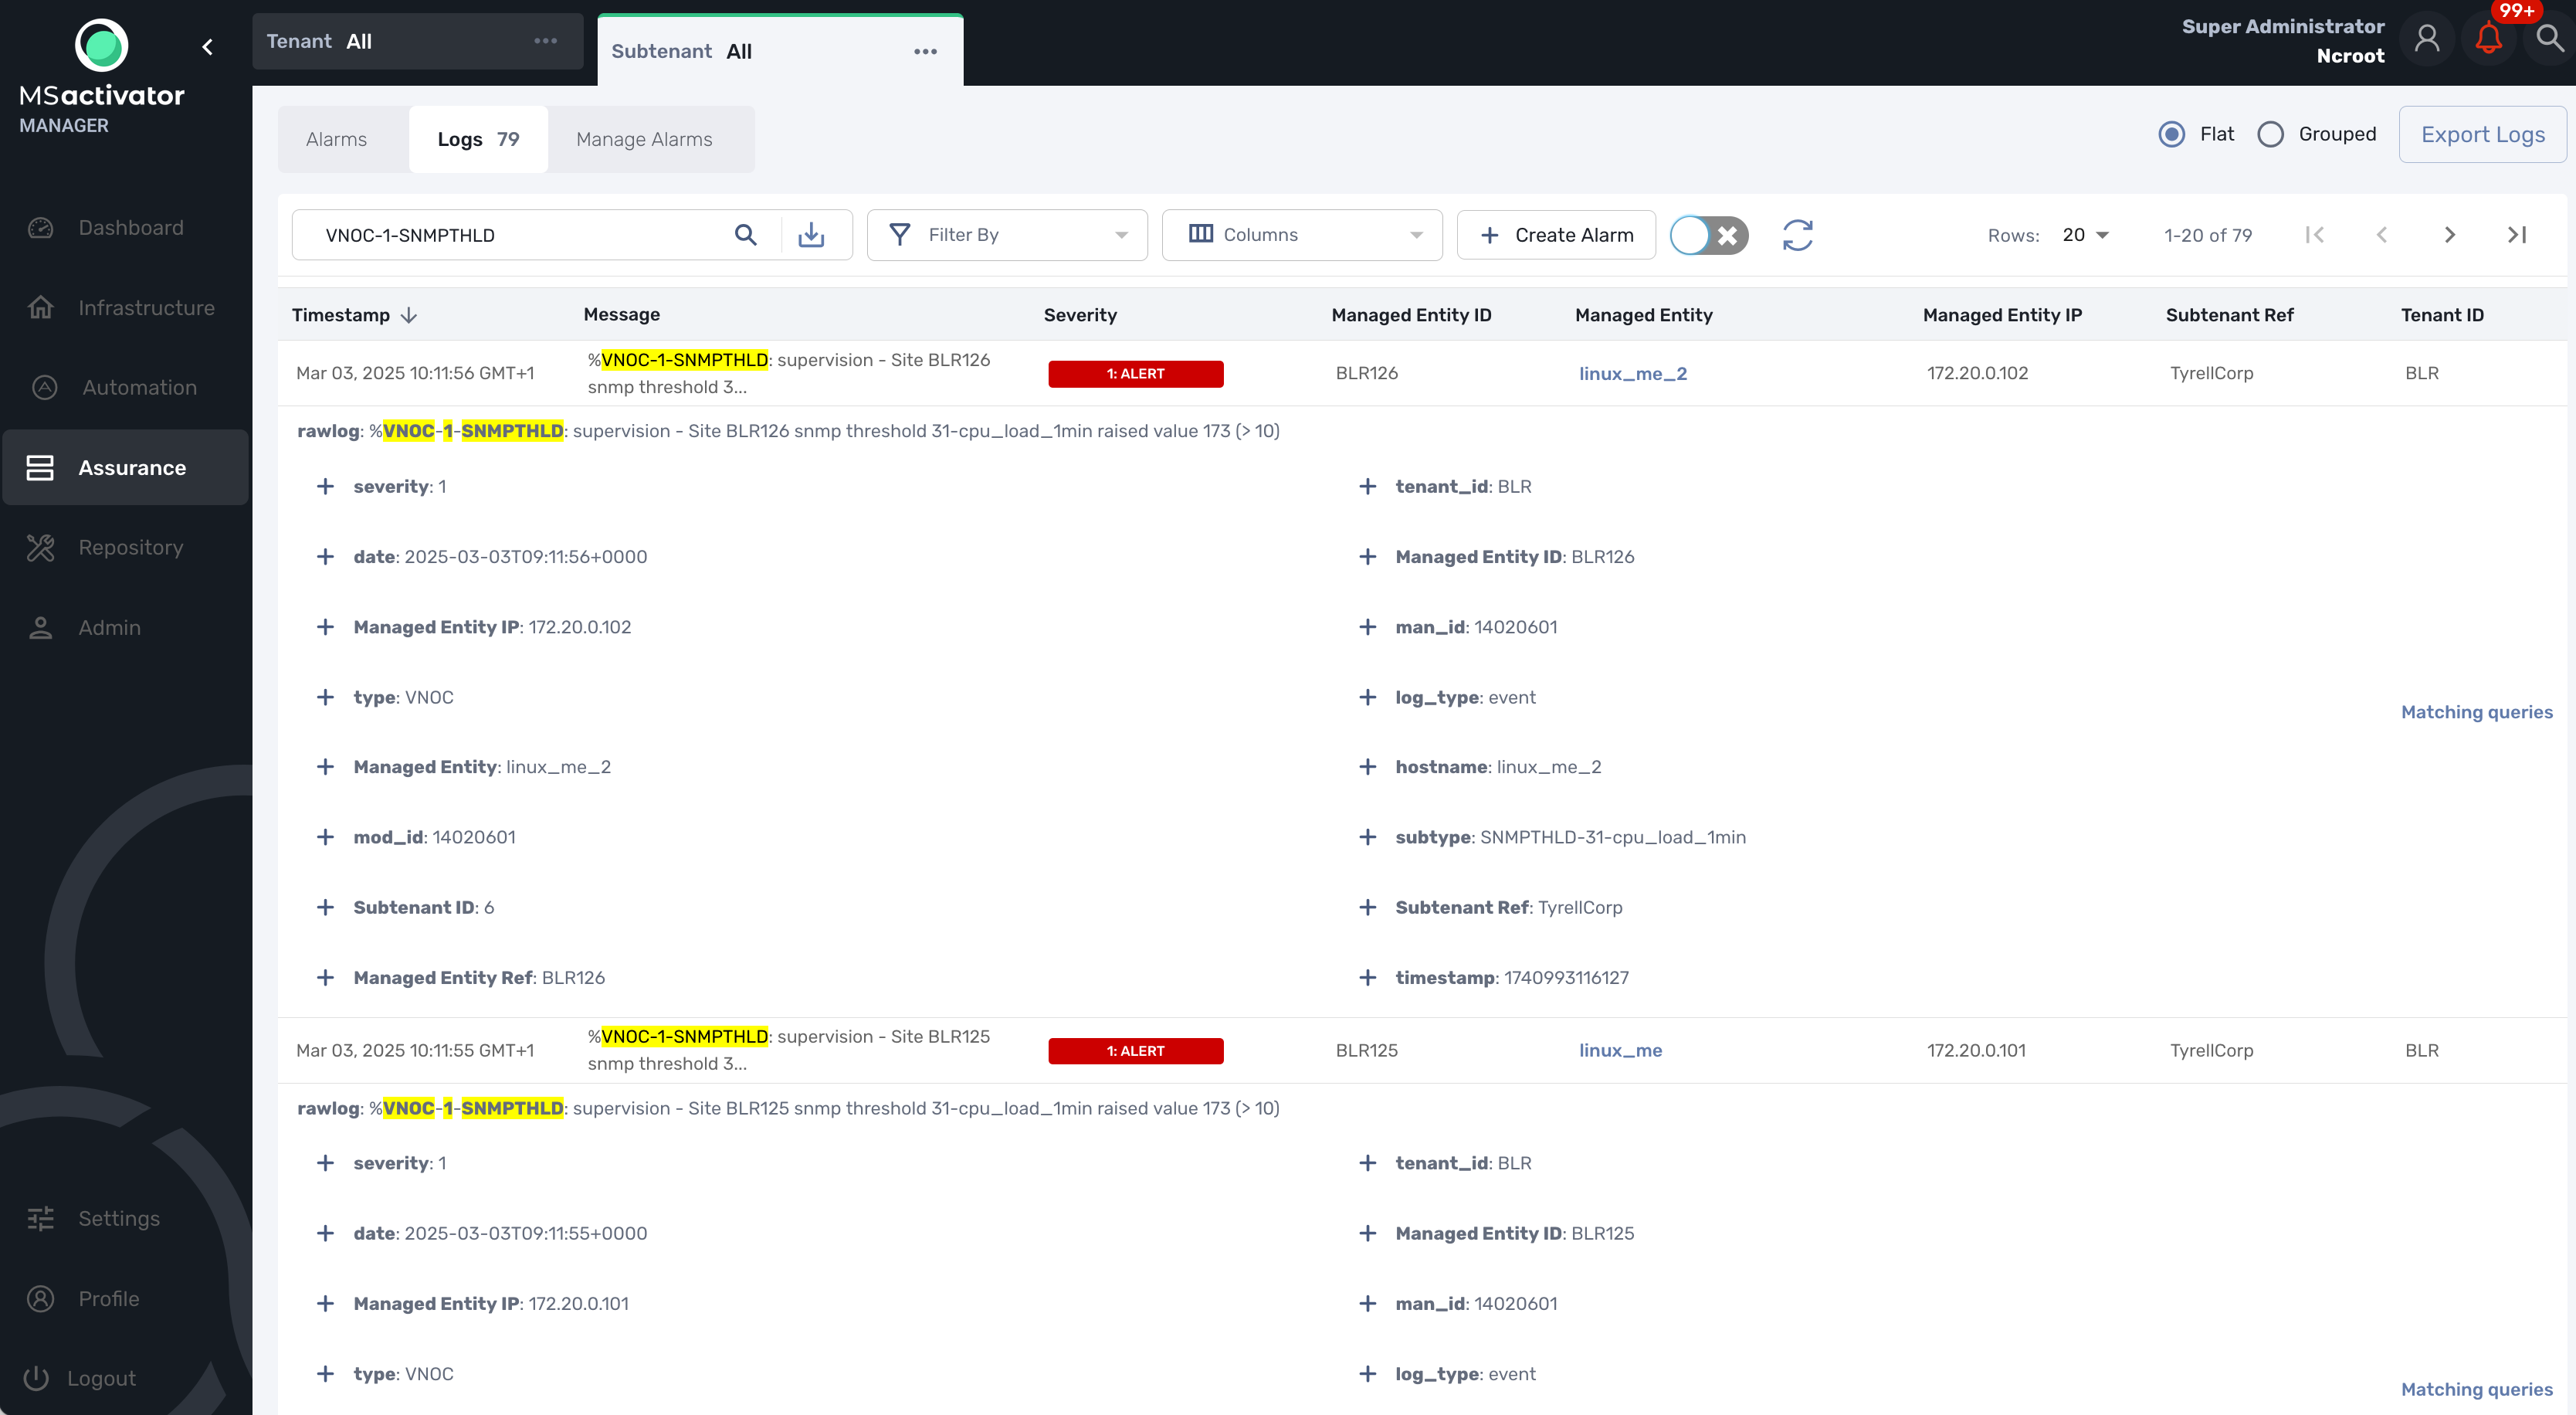 MSactivator
MANAGER
Dashboard
Infrastructure
Automation
Assurance
Repository
Admin
Settings
Profile
Logout
Tenant All
Subtenant All
Super Administrator
Ncroot
99+
Alarms
Logs 79
Manage Alarms
Flat
Grouped
Export Logs
VNOC-1-SNMPTHLD
Filter By
Columns
Create Alarm
Rows: 20
1-20 of 79
Timestamp Message Severity Managed Entity ID Managed Entity Managed Entity IP Subtenant Ref Tenant ID
Mar 03, 2025 10:11:56 GMT+1
%VNOC-1-SNMPTHLD: supervision - Site BLR126
snmp threshold 3...
1: ALERT
BLR126
linux_me_2
172.20.0.102
TyrellCorp
BLR
rawlog: %VNOC-1-SNMPTHLD: supervision - Site BLR126 snmp threshold 31-cpu_load_1min raised value 173 (> 10)
severity: 1
tenant_id: BLR
date: 2025-03-03T09:11:56+0000
Managed Entity ID: BLR126
Managed Entity IP: 172.20.0.102
man_id: 14020601
type: VNOC
log_type: event
Matching queries
Managed Entity: linux_me_2
hostname: linux_me_2
mod_id: 14020601
subtype: SNMPTHLD-31-cpu_load_1min
Subtenant ID: 6
Subtenant Ref: TyrellCorp
Managed Entity Ref: BLR126
timestamp: 1740993116127
Mar 03, 2025 10:11:55 GMT+1
%VNOC-1-SNMPTHLD: supervision - Site BLR125
snmp threshold 3...
1: ALERT
BLR125
linux_me
172.20.0.101
TyrellCorp
BLR
rawlog: %VNOC-1-SNMPTHLD: supervision - Site BLR125 snmp threshold 31-cpu_load_1min raised value 173 (> 10)
severity: 1
tenant_id: BLR
date: 2025-03-03T09:11:55+0000
Managed Entity ID: BLR125
Managed Entity IP: 172.20.0.101
man_id: 14020601
type: VNOC
log_type: event
Matching queries